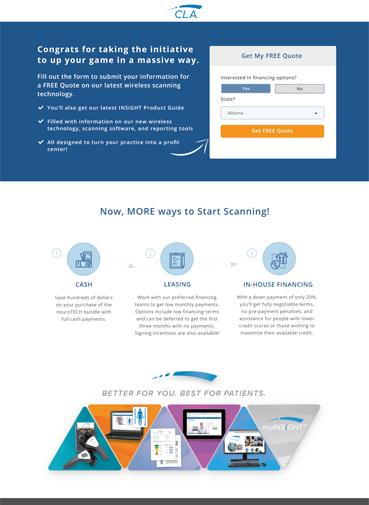 CLA.
Congrats for taking the initiative
to up your game in a massive way.
Fill out the form to submit your information for
a FREE Quote on our latest wireless scanning
technology.
You'll also get our latest INSiGHT Product Guide
Filled with information on our new wireless
technology, scanning software, and reporting tools
All designed to turn your practice into a profit
center!
Get My FREE Quote
Interested in financing options?
Yes
No
State*
Get FREE Quote
Now, MORE ways to Start Scanning!
1
2
3
CASH
Save hundreds of dollars
on your purchase of the
neuroTECH bundle with
full cash payments.
LEASING
Work with our preferred financing
teams to get low monthly payments.
Options include low financing terms
and can be deferred to get the first
three months with no payments.
Signing incentives are also available!
IN-HOUSE FINANCING
With a down payment of only 20%,
you'll get fully negotiable terms,
no pre-payment penalties, and
assistance for people with lower
credit scores or those wishing to
maximize their available credit.
BETTER FOR YOU. BEST FOR PATIENTS.
myINSiGHT